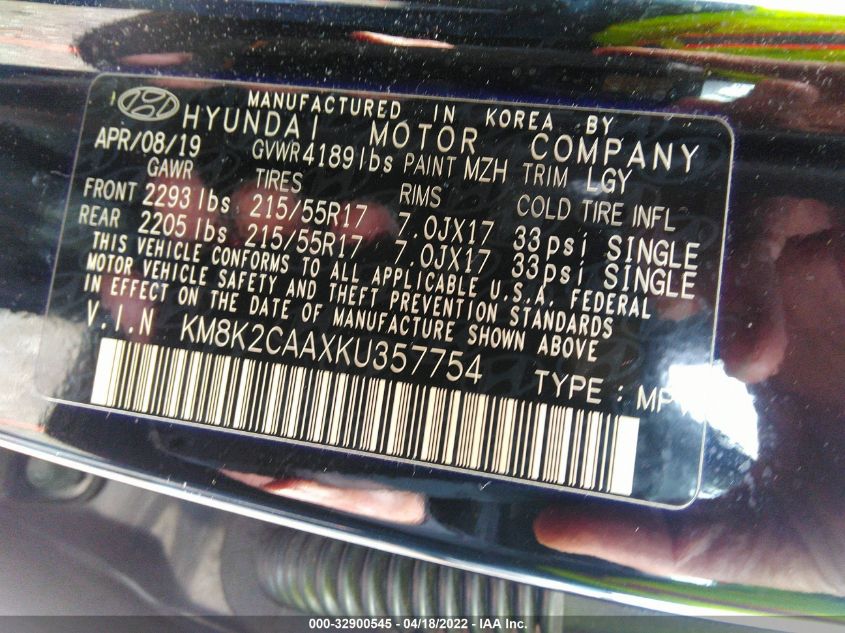 MANUFACTURED IN KOREA BY
HYUNDAI MOTOR COMPANY
APR/08/19 GVWR 4189 lbs PAINT MZH TRIM LGY
GAWR TIRES RIMS COLD TIRE INFL
FRONT 2293 lbs 215/55R17 7.0JX17 33psi SINGLE
REAR 2205 lbs 215/55R17 7.0JX17 33psi SINGLE
THIS VEHICLE CONFORMS TO ALL APPLICABLE U.S.A. FEDERAL
MOTOR VEHICLE SAFETY AND THEFT PREVENTION STANDARDS
IN EFFECT ON THE DATE OF MANUFACTURE SHOWN ABOVE
V.I.N KM8K2CAAXKU357754
TYPE : MPV
000-32900545 - 04/18/2022 - IAA Inc.